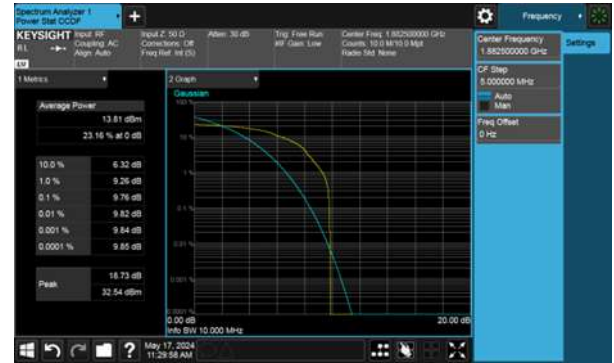 Spectrum Analyzer 1
Power Stat CCDF
Frequency
KEYSIGHT
Input: RF
Coupling: AC
Align: Auto
Input Z: 50 Ω
Corrections: Off
Freq Ref: Int (S)
Atten: 30 dB
Trig: Free Run
#IF Gain: Low
Center Freq: 1.882500000 GHz
Counts: 10.0 M/10.0 Mpt
Radio Std: None
LV
1 Metrics
Average Power
13.81 dBm
23.16 % at 0 dB
10.0 % 6.32 dB
1.0 % 9.26 dB
0.1 % 9.76 dB
0.01 % 9.82 dB
0.001 % 9.84 dB
0.0001 % 9.85 dB
Peak
18.73 dB
32.54 dBm
2 Graph
Gaussian
100 %
10 %
1 %
0.1 %
0.01 %
0.001 %
0.0001 %
0.00 dB
20.00 dB
Info BW 10.000 MHz
Center Frequency
1.882500000 GHz
Settings
CF Step
5.000000 MHz
Auto
Man
Freq Offset
0 Hz
May 17, 2024
11:29:58 AM